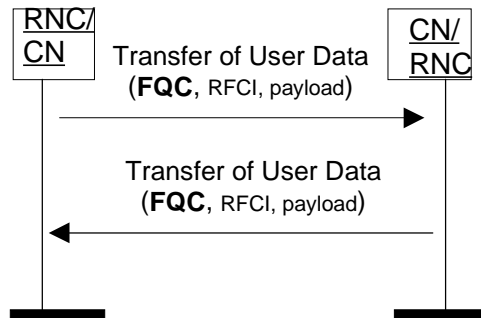 RNC/
CN
CN/
RNC
Transfer of User Data
(FQC, RFCI, payload)
Transfer of User Data
(FQC, RFCI, payload)